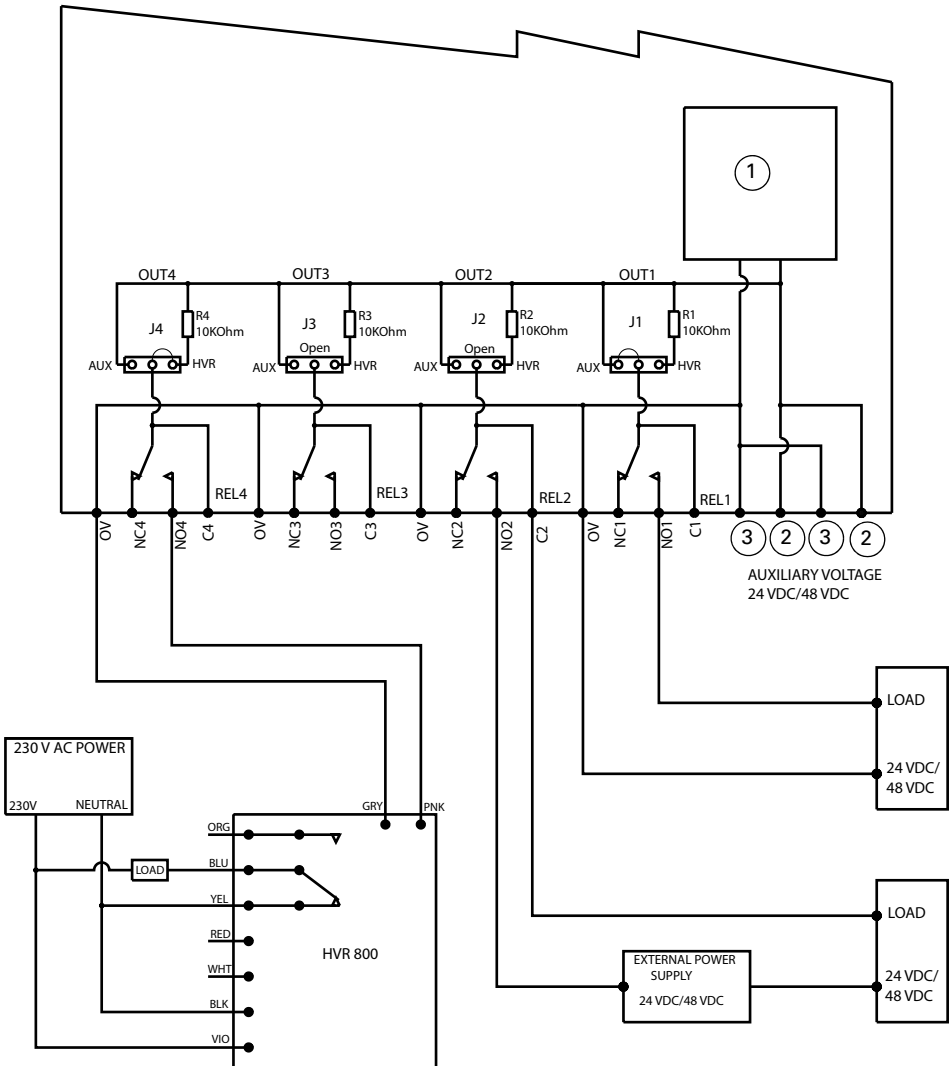 1
OUT4
OUT3
OUT2
OUT1
J4
R4
10KOhm
J3
R3
10KOhm
J2
R2
10KOhm
J1
R1
10KOhm
Open
Open
AUX
HVR
AUX
HVR
AUX
HVR
AUX
HVR
REL4
REL3
REL2
REL1
OV
NC4
NO4
C4
OV
NC3
NO3
C3
OV
NC2
NO2
C2
OV
NC1
NO1
C1
3
2
3
2
AUXILIARY VOLTAGE
24 VDC/48 VDC
LOAD
24 VDC/
48 VDC
230 V AC POWER
230V
NEUTRAL
GRY
PNK
ORG
BLU
LOAD
YEL
RED
WHT
BLK
VIO
HVR 800
LOAD
24 VDC/
48 VDC
EXTERNAL POWER
SUPPLY
24 VDC/48 VDC